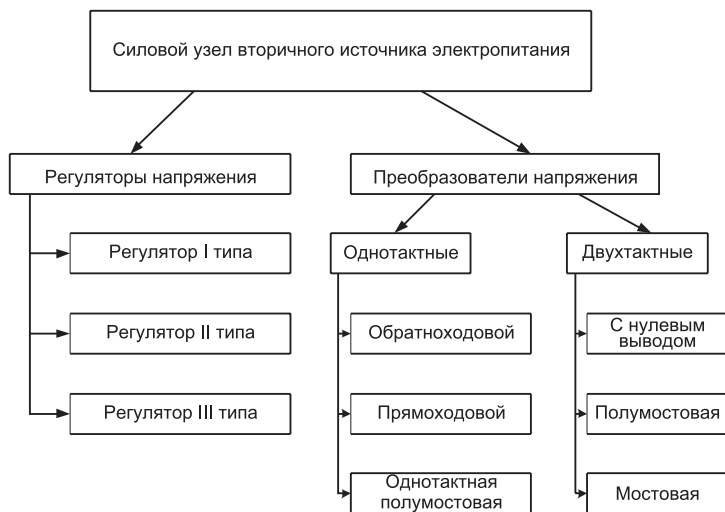 Силовой узел вторичного источника электропитания
Регуляторы напряжения
Преобразователи напряжения
Регулятор I типа
Однотактные
Двухтактные
Регулятор II типа
Обратноходовой
С нулевым
выводом
Регулятор III типа
Прямоходовой
Полумостовая
Однотактная
полумостовая
Мостовая